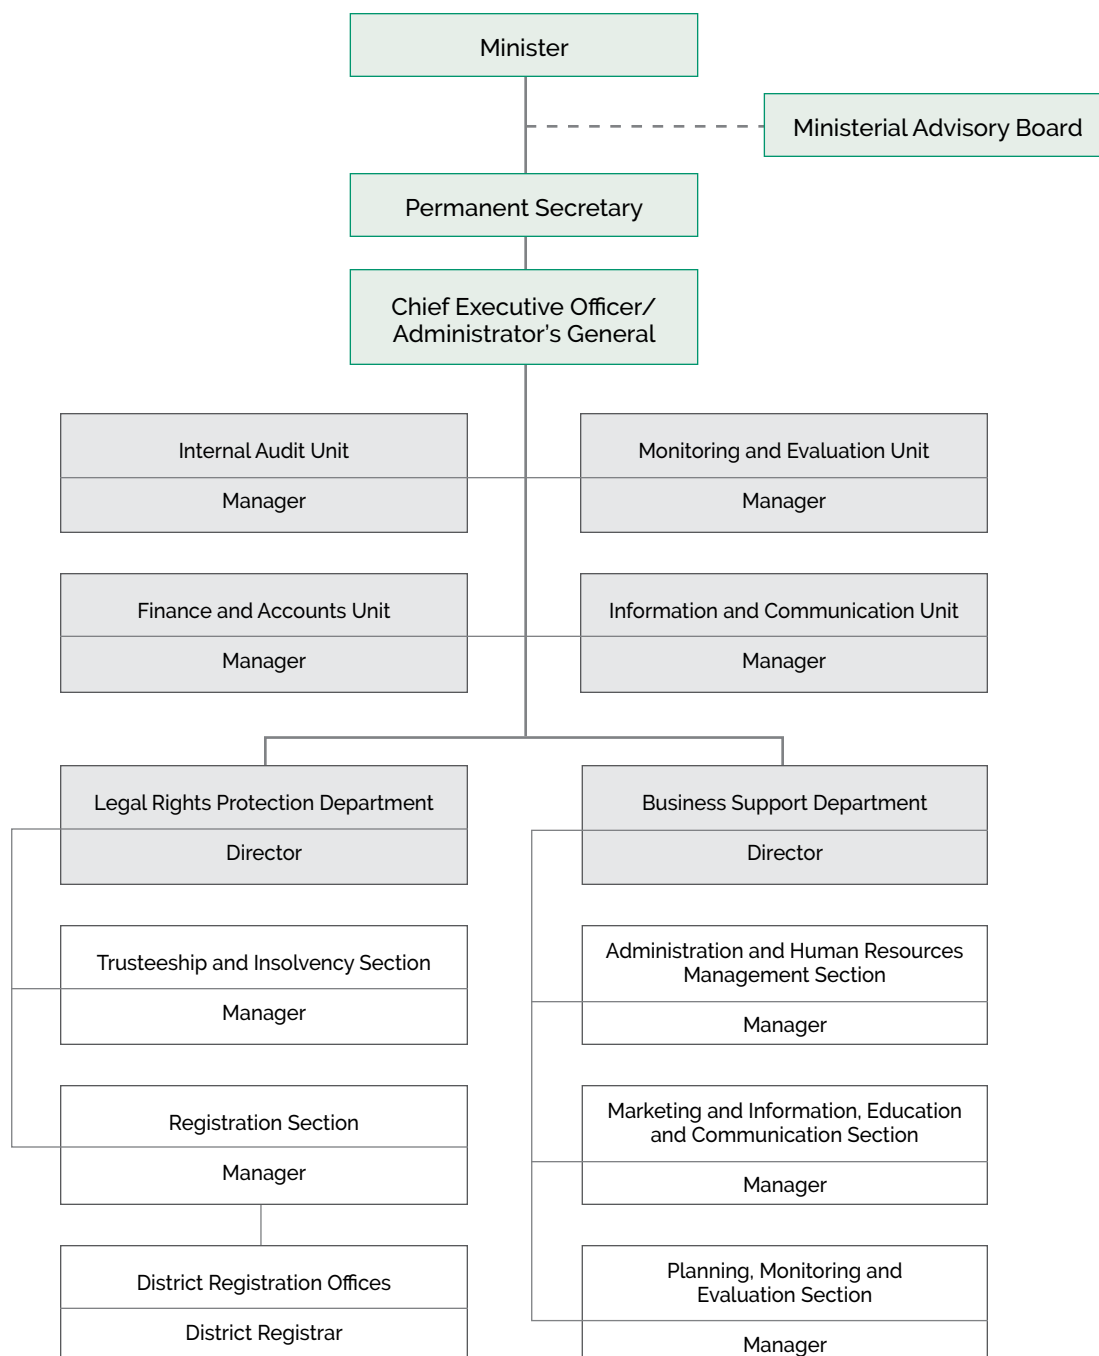 Minister
Ministerial Advisory Board
Permanent Secretary
Chief Executive Officer/
Administrator's General
Internal Audit Unit
Manager
Monitoring and Evaluation Unit
Manager
Finance and Accounts Unit
Manager
Information and Communication Unit
Manager
Legal Rights Protection Department
Director
Business Support Department
Director
Trusteeship and Insolvency Section
Manager
Administration and Human Resources
Management Section
Manager
Registration Section
Manager
Marketing and Information, Education
and Communication Section
Manager
District Registration Offices
District Registrar
Planning, Monitoring and
Evaluation Section
Manager